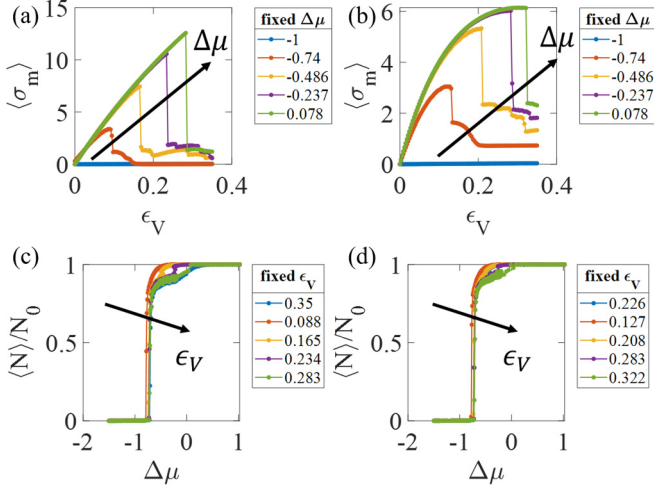 (a)
15
10
5
0
⟨σm⟩
0
0.2
0.4
ϵV
Δμ
fixed Δμ
-1
-0.74
-0.486
-0.237
0.078
(b)
6
4
2
0
⟨σm⟩
0
0.2
0.4
ϵV
Δμ
fixed Δμ
-1
-0.74
-0.486
-0.237
0.078
(c)
1
0.5
0
⟨N⟩/N0
-2
-1
0
1
Δμ
ϵV
fixed ϵV
0.35
0.088
0.165
0.234
0.283
(d)
1
0.5
0
⟨N⟩/N0
-2
-1
0
1
Δμ
ϵV
fixed ϵV
0.226
0.127
0.208
0.283
0.322